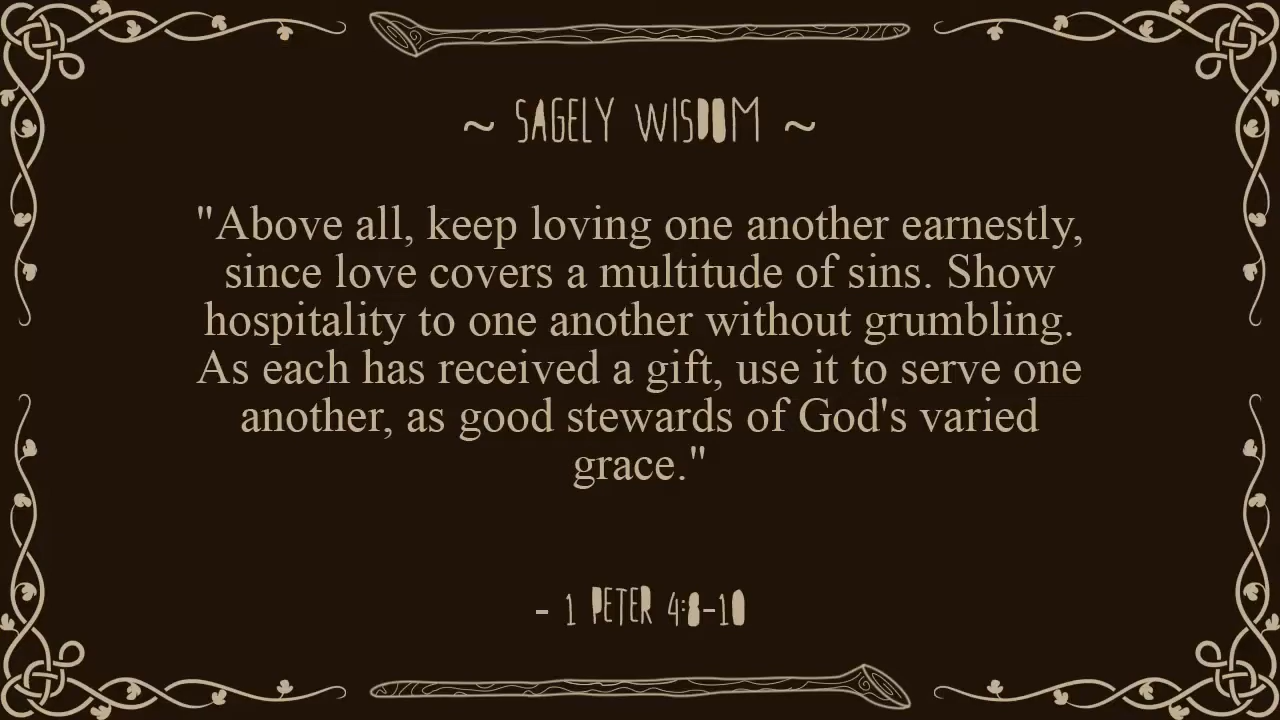 ~ SAGELY WISDOM ~
"Above all, keep loving one another earnestly,
since love covers a multitude of sins. Show
hospitality to one another without grumbling.
As each has received a gift, use it to serve one
another, as good stewards of God's varied
grace."
- 1 PETER 4:8-10